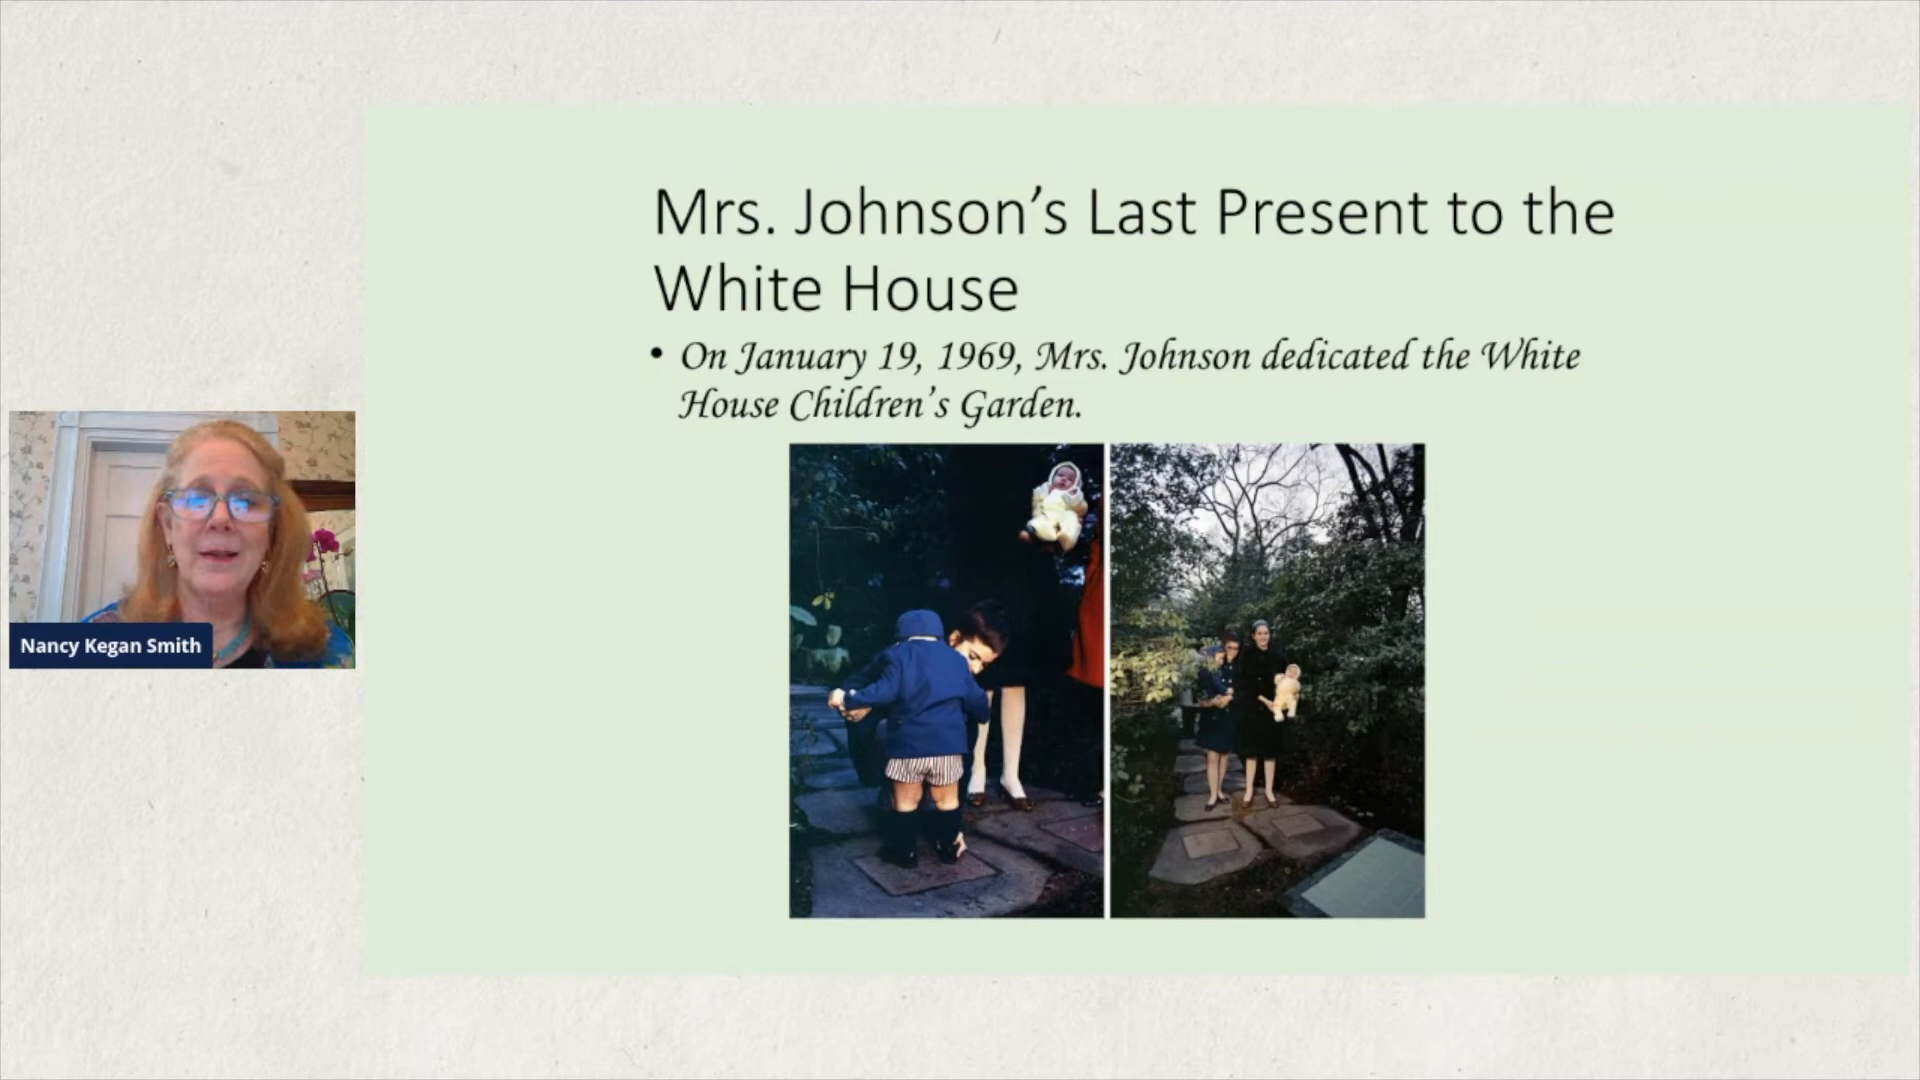 Mrs. Johnson’s Last Present to the
White House
• On January 19, 1969, Mrs. Johnson dedicated the White
House Children’s Garden.
Nancy Kegan Smith